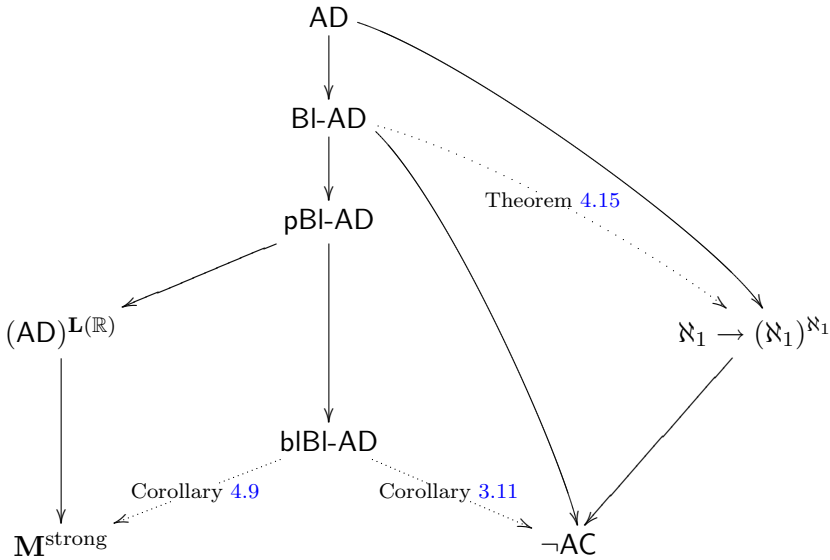 AD
Bl-AD
Theorem 4.15
pBl-AD
(AD)^{L(ℝ)}
ℵ₁ → (ℵ₁)^{ℵ₁}
blBl-AD
Corollary 4.9
Corollary 3.11
M^{strong}
¬AC